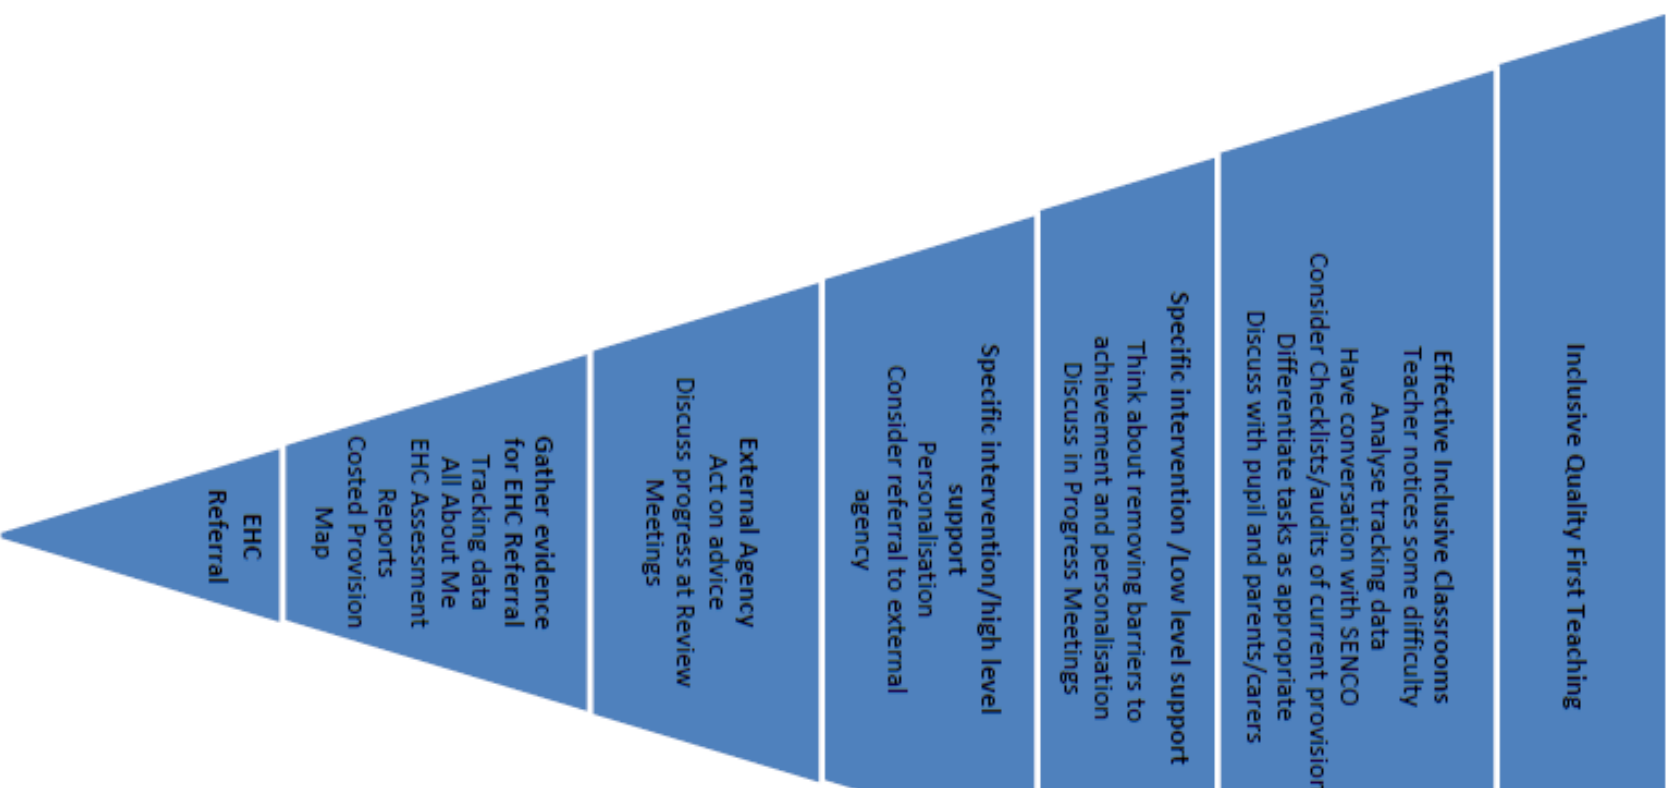 Inclusive Quality First Teaching
Effective Inclusive Classrooms
Teacher notices some difficulty
Analyse tracking data
Have conversation with SENCO
Consider Checklists/audits of current provision
Differentiate tasks as appropriate
Discuss with pupil and parents/carers
Specific intervention /Low level support
Think about removing barriers to
achievement and personalisation
Discuss in Progress Meetings
Specific intervention/high level
support
Personalisation
Consider referral to external
agency
External Agency
Act on advice
Discuss progress at Review
Meetings
Gather evidence
for EHC Referral
Tracking data
All About Me
EHC Assessment
Reports
Costed Provision
Map
EHC
Referral